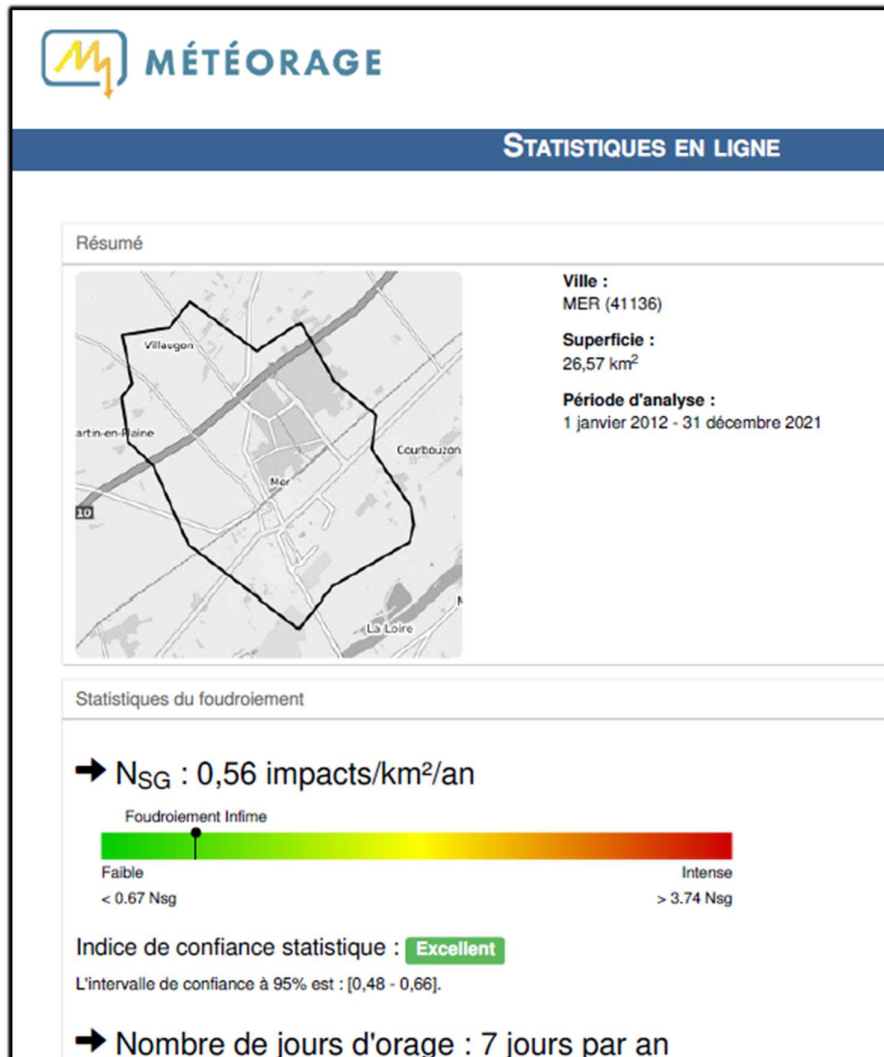 MÉTÉORAGE
STATISTIQUES EN LIGNE
Résumé
Villaugon
artin-en-Plaine
Courbouzon
Mer
10
La Loire
Ville :
MER (41136)
Superficie :
26,57 km²
Période d'analyse :
1 janvier 2012 - 31 décembre 2021
Statistiques du foudroiement
➔ NSG : 0,56 impacts/km²/an
Foudroiement Infime
Faible Intense
< 0.67 Nsg > 3.74 Nsg
Indice de confiance statistique : Excellent
L'intervalle de confiance à 95% est : [0,48 - 0,66].
➔ Nombre de jours d'orage : 7 jours par an